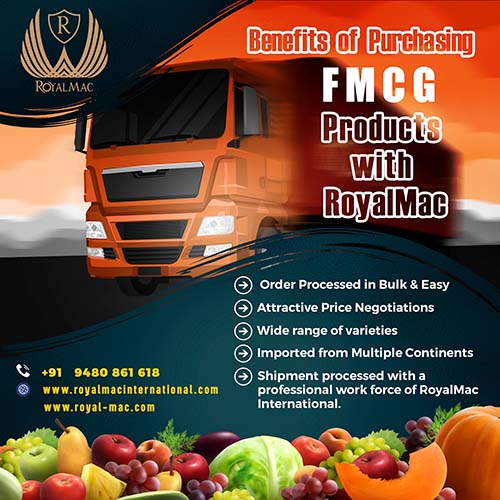 R
ROYALMAC
Benefits of Purchasing
FMCG
Products
with
RoyalMac
Order Processed in Bulk & Easy
Attractive Price Negotiations
Wide range of varieties
Imported from Multiple Continents
Shipment processed with a
professional work force of RoyalMac
International.
+91 9480 861 618
www.royalmacinternational.com
www.royal-mac.com